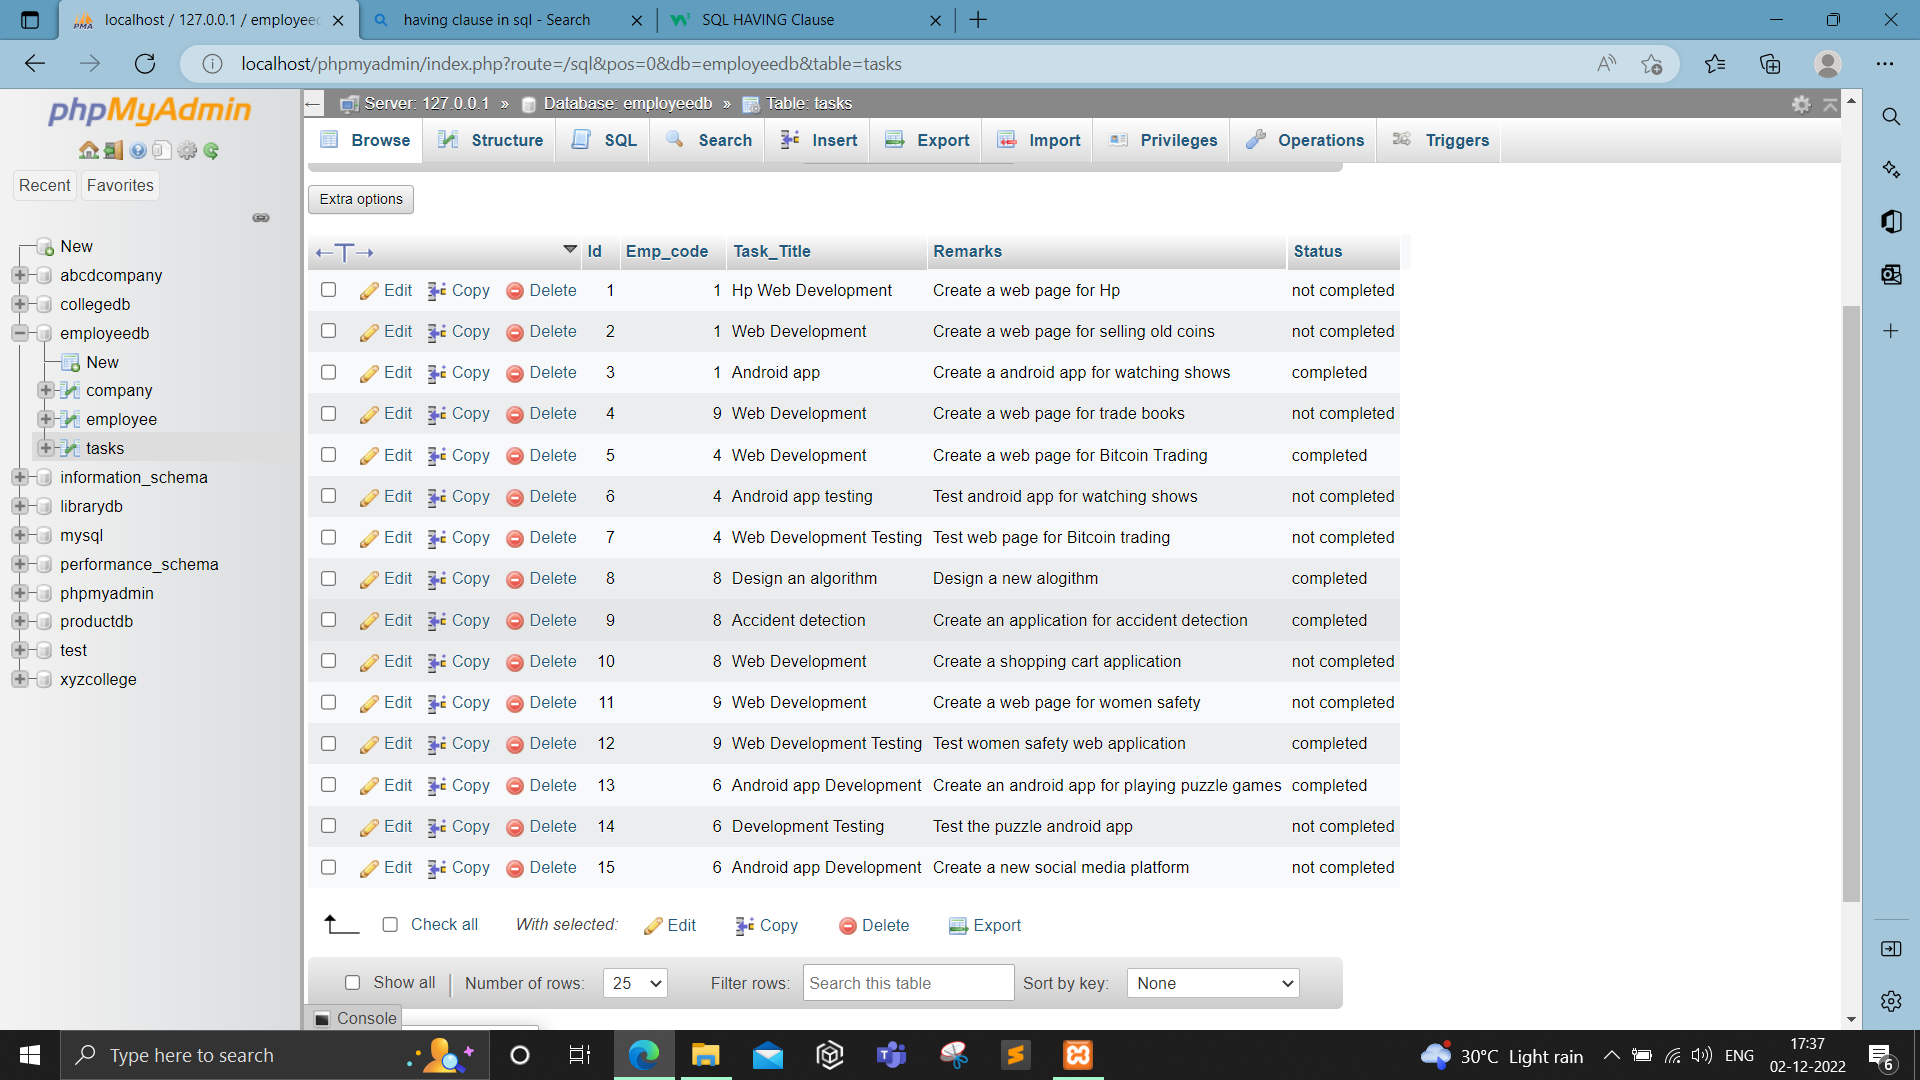 localhost / 127.0.0.1 / employeed
having clause in sql - Search
SQL HAVING Clause
localhost/phpmyadmin/index.php?route=/sql&pos=0&db=employeedb&table=tasks
phpMyAdmin
Recent
Favorites
New
abcdcompany
collegedb
employeedb
New
company
employee
tasks
information_schema
librarydb
mysql
performance_schema
phpmyadmin
productdb
test
xyzcollege
Server: 127.0.0.1 » Database: employeedb » Table: tasks
Browse Structure SQL Search Insert Export Import Privileges Operations Triggers
Extra options
Id Emp_code Task_Title Remarks Status
Edit Copy Delete 1 1 Hp Web Development Create a web page for Hp not completed
Edit Copy Delete 2 1 Web Development Create a web page for selling old coins not completed
Edit Copy Delete 3 1 Android app Create a android app for watching shows completed
Edit Copy Delete 4 9 Web Development Create a web page for trade books not completed
Edit Copy Delete 5 4 Web Development Create a web page for Bitcoin Trading completed
Edit Copy Delete 6 4 Android app testing Test android app for watching shows not completed
Edit Copy Delete 7 4 Web Development Testing Test web page for Bitcoin trading not completed
Edit Copy Delete 8 8 Design an algorithm Design a new alogithm completed
Edit Copy Delete 9 8 Accident detection Create an application for accident detection completed
Edit Copy Delete 10 8 Web Development Create a shopping cart application not completed
Edit Copy Delete 11 9 Web Development Create a web page for women safety not completed
Edit Copy Delete 12 9 Web Development Testing Test women safety web application completed
Edit Copy Delete 13 6 Android app Development Create an android app for playing puzzle games completed
Edit Copy Delete 14 6 Development Testing Test the puzzle android app not completed
Edit Copy Delete 15 6 Android app Development Create a new social media platform not completed
Check all With selected: Edit Copy Delete Export
Show all Number of rows: 25 Filter rows: Search this table Sort by key: None
Console
Type here to search
30°C Light rain
ENG
17:37
02-12-2022
6